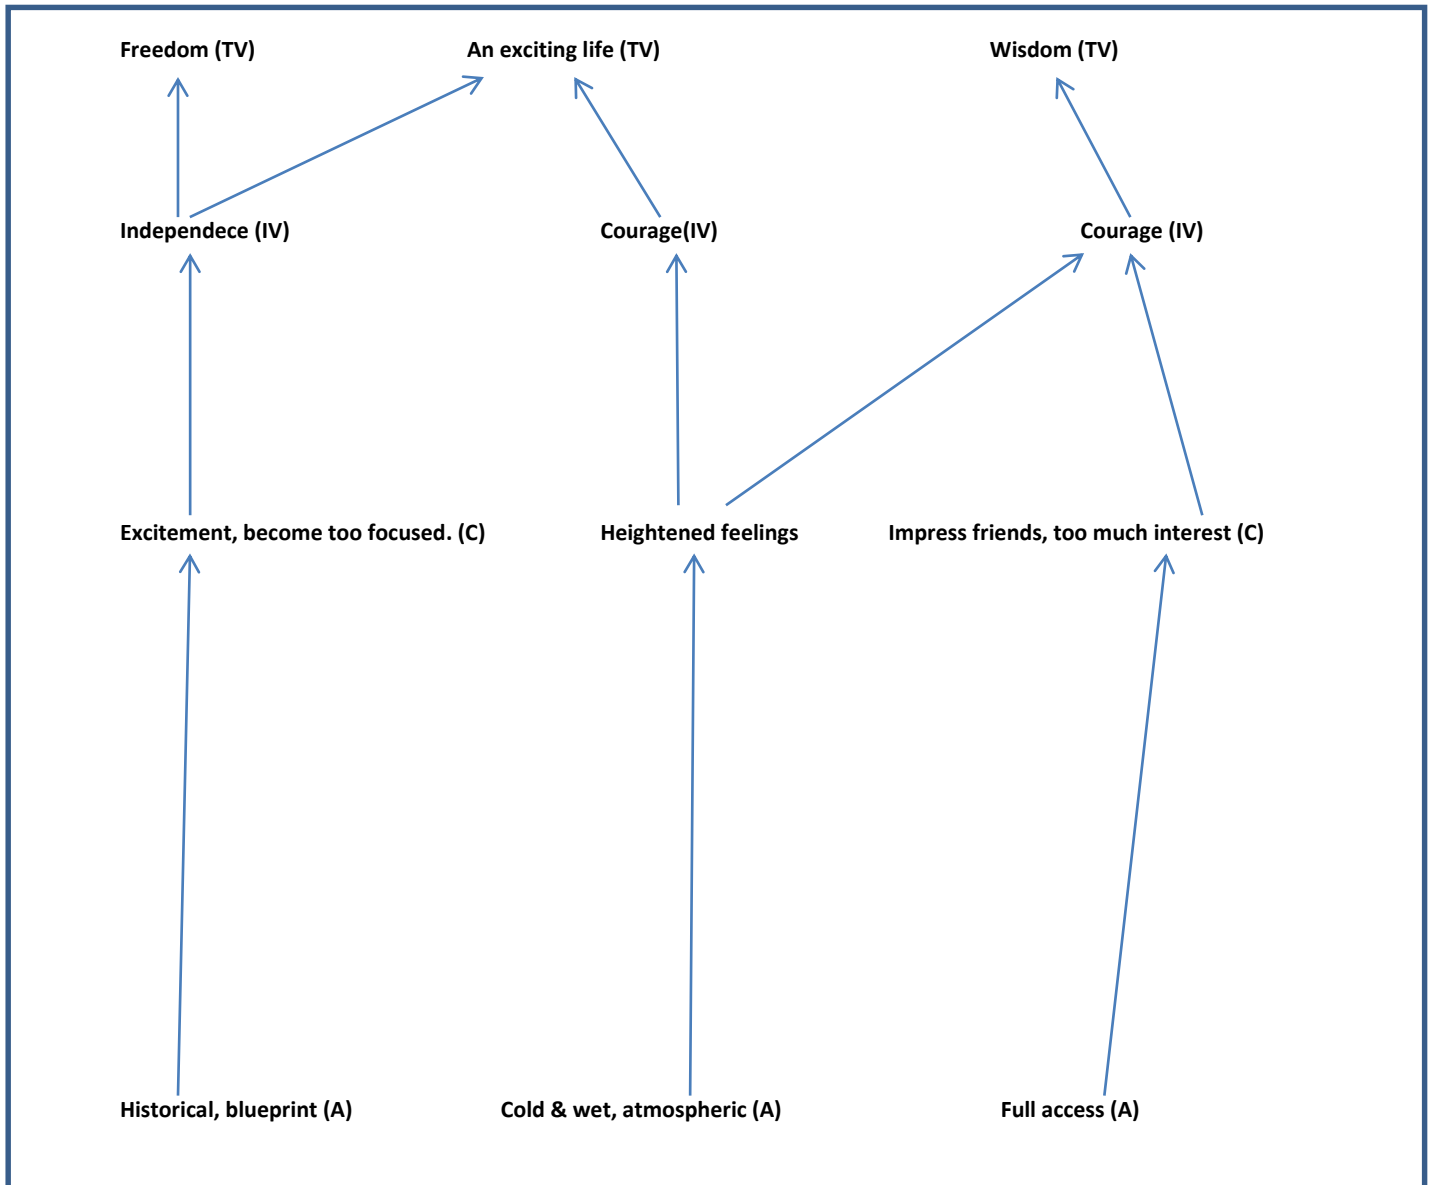 Freedom (TV)
An exciting life (TV)
Wisdom (TV)
Independece (IV)
Courage(IV)
Courage (IV)
Excitement, become too focused. (C)
Heightened feelings
Impress friends, too much interest (C)
Historical, blueprint (A)
Cold & wet, atmospheric (A)
Full access (A)